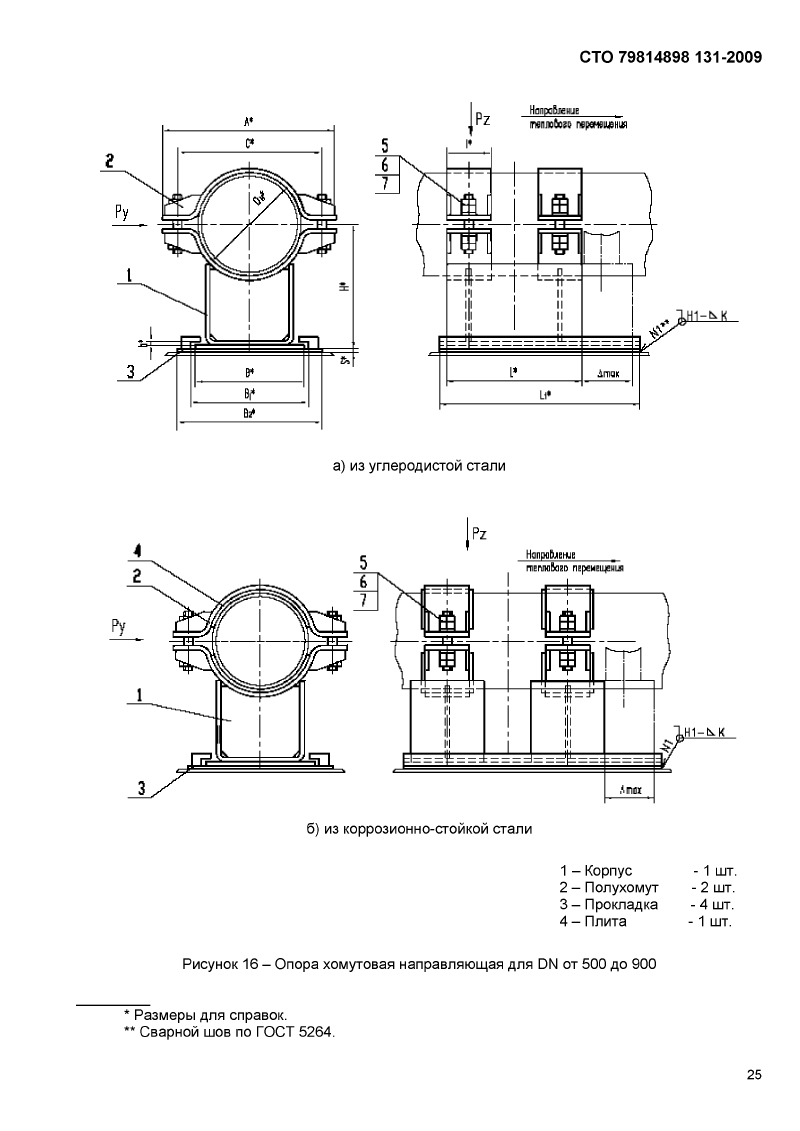 СТО 79814898 131-2009
A*
C*
2
Dн*
Pу
1
H*
h*
S*
3
B*
B₁*
B₂*
Pz
Направление
теплового перемещения
5
l*
6
7
N1**
H1–⊿ К
L*
Δmax
L₁*
а) из углеродистой стали
4
2
Pу
1
3
Pz
Направление
теплового перемещения
5
6
7
N1
H1–⊿ К
Δmax
б) из коррозионно-стойкой стали
1 – Корпус - 1 шт.
2 – Полухомут - 2 шт.
3 – Прокладка - 4 шт.
4 – Плита - 1 шт.
Рисунок 16 – Опора хомутовая направляющая для DN от 500 до 900
* Размеры для справок.
** Сварной шов по ГОСТ 5264.
25